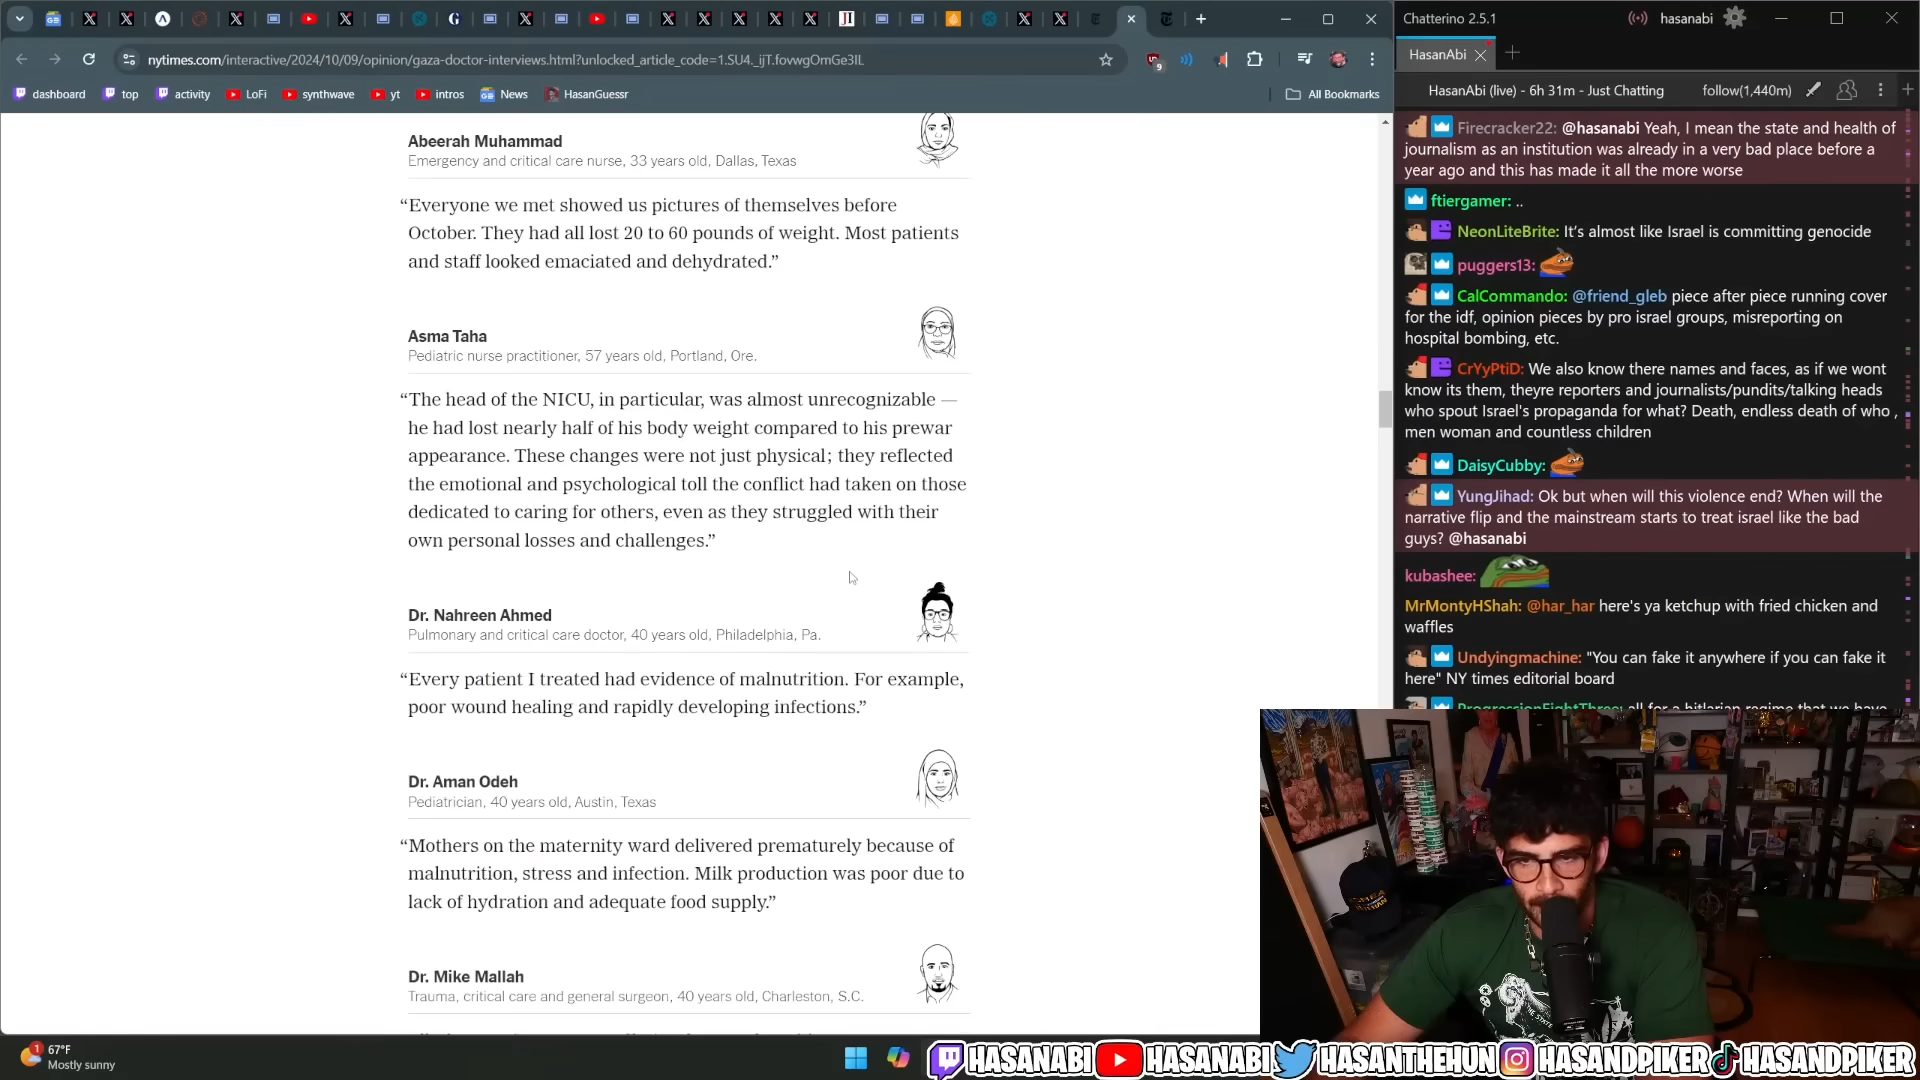 nytimes.com/interactive/2024/10/09/opinion/gaza-doctor-interviews.html?unlocked_article_code=1.SU4._ijT.fovwgOmGe3IL
9
dashboard
top
activity
LoFi
synthwave
yt
intros
News
HasanGuessr
All Bookmarks
Abeerah Muhammad
Emergency and critical care nurse, 33 years old, Dallas, Texas
“Everyone we met showed us pictures of themselves before
October. They had all lost 20 to 60 pounds of weight. Most patients
and staff looked emaciated and dehydrated.”
Asma Taha
Pediatric nurse practitioner, 57 years old, Portland, Ore.
“The head of the NICU, in particular, was almost unrecognizable —
he had lost nearly half of his body weight compared to his prewar
appearance. These changes were not just physical; they reflected
the emotional and psychological toll the conflict had taken on those
dedicated to caring for others, even as they struggled with their
own personal losses and challenges.”
Dr. Nahreen Ahmed
Pulmonary and critical care doctor, 40 years old, Philadelphia, Pa.
“Every patient I treated had evidence of malnutrition. For example,
poor wound healing and rapidly developing infections.”
Dr. Aman Odeh
Pediatrician, 40 years old, Austin, Texas
“Mothers on the maternity ward delivered prematurely because of
malnutrition, stress and infection. Milk production was poor due to
lack of hydration and adequate food supply.”
Dr. Mike Mallah
Trauma, critical care and general surgeon, 40 years old, Charleston, S.C.
Chatterino 2.5.1
hasanabi
HasanAbi
HasanAbi (live) - 6h 31m - Just Chatting
follow(1,440m)
Firecracker22: @hasanabi Yeah, I mean the state and health of
journalism as an institution was already in a very bad place before a
year ago and this has made it all the more worse
ftiergamer: ..
NeonLiteBrite: It’s almost like Israel is committing genocide
puggers13:
CalCommando: @friend_gleb piece after piece running cover
for the idf, opinion pieces by pro israel groups, misreporting on
hospital bombing, etc.
CrYyPtiD: We also know there names and faces, as if we wont
know its them, theyre reporters and journalists/pundits/talking heads
who spout Israel's propaganda for what? Death, endless death of who ,
men woman and countless children
DaisyCubby:
YungJihad: Ok but when will this violence end? When will the
narrative flip and the mainstream starts to treat israel like the bad
guys? @hasanabi
kubashee:
MrMontyHShah: @har_har here's ya ketchup with fried chicken and
waffles
Undyingmachine: "You can fake it anywhere if you can fake it
here" NY times editorial board
ProgressionFightThree: all for a hitlarian regime that we have
1
67°F
Mostly sunny
HASANABI
HASANABI
HASANTHEHUN
HASANDPIKER
HASANDPIKER